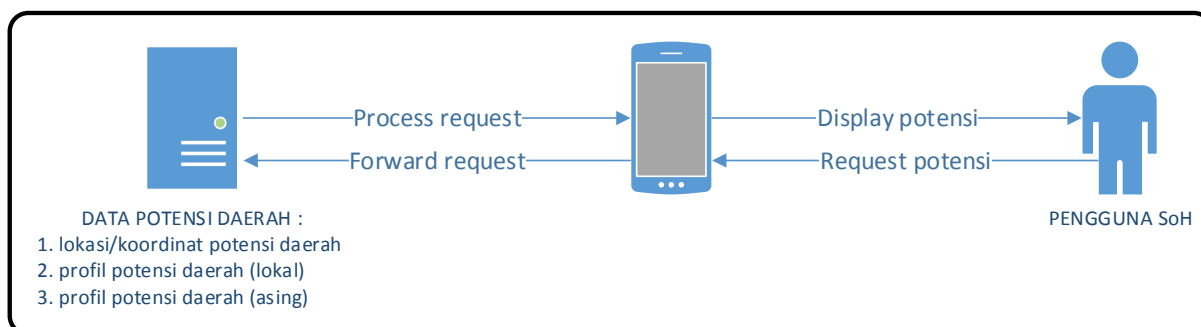 Process request
Display potensi
Forward request
Request potensi
DATA POTENSI DAERAH :
1. lokasi/koordinat potensi daerah
2. profil potensi daerah (lokal)
3. profil potensi daerah (asing)
PENGGUNA SoH